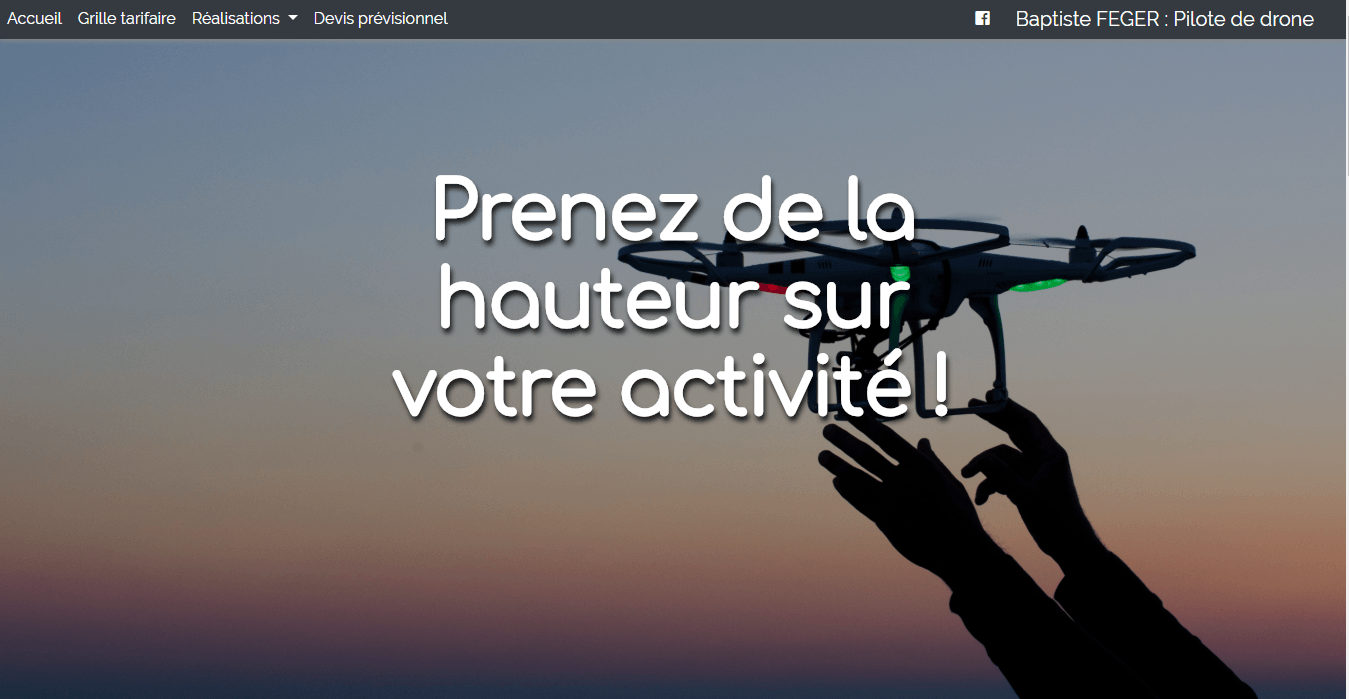 Accueil Grille tarifaire Réalisations Devis prévisionnel Baptiste FEGER : Pilote de drone
Prenez de la
hauteur sur
votre activité !